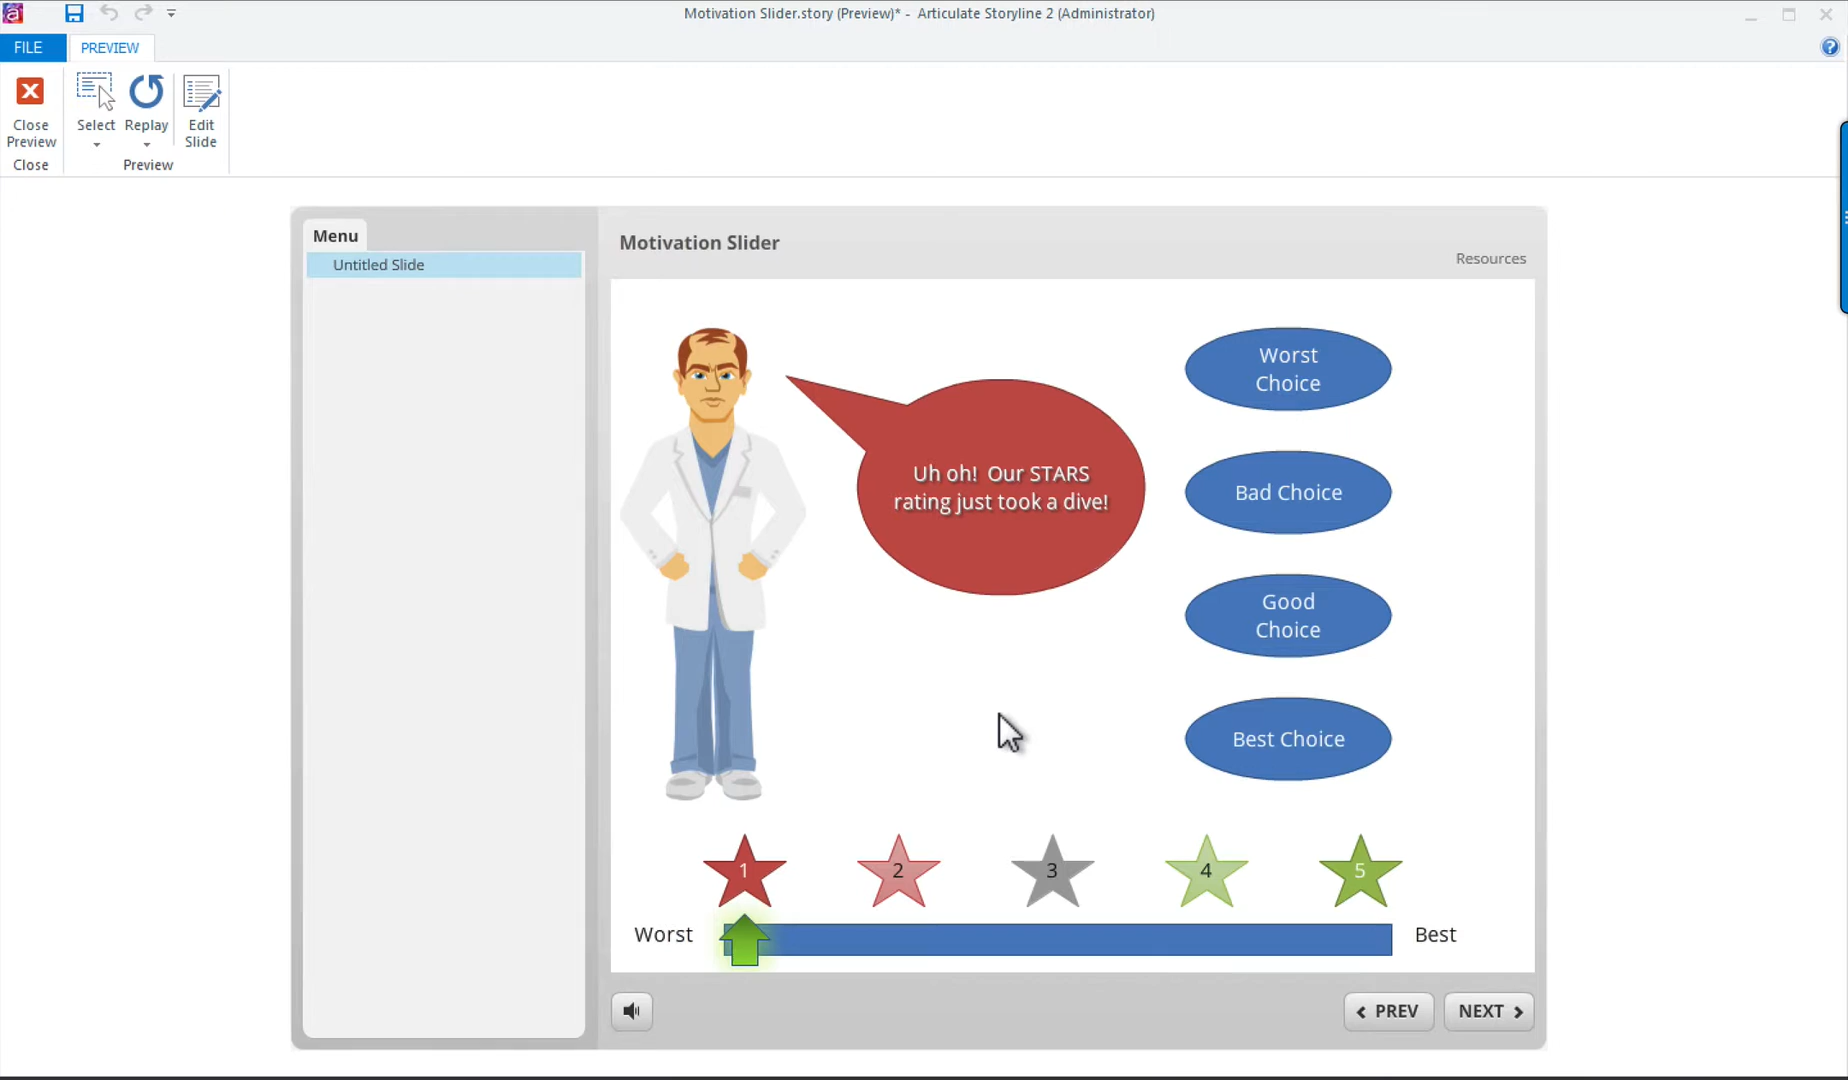 Motivation Slider.story (Preview)* - Articulate Storyline 2 (Administrator)
FILE
PREVIEW
Close
Preview
Select
Replay
Edit
Slide
Close
Preview
Menu
Untitled Slide
Motivation Slider
Resources
Uh oh! Our STARS
rating just took a dive!
Worst
Choice
Bad Choice
Good
Choice
Best Choice
1
2
3
4
5
Worst
Best
PREV
NEXT